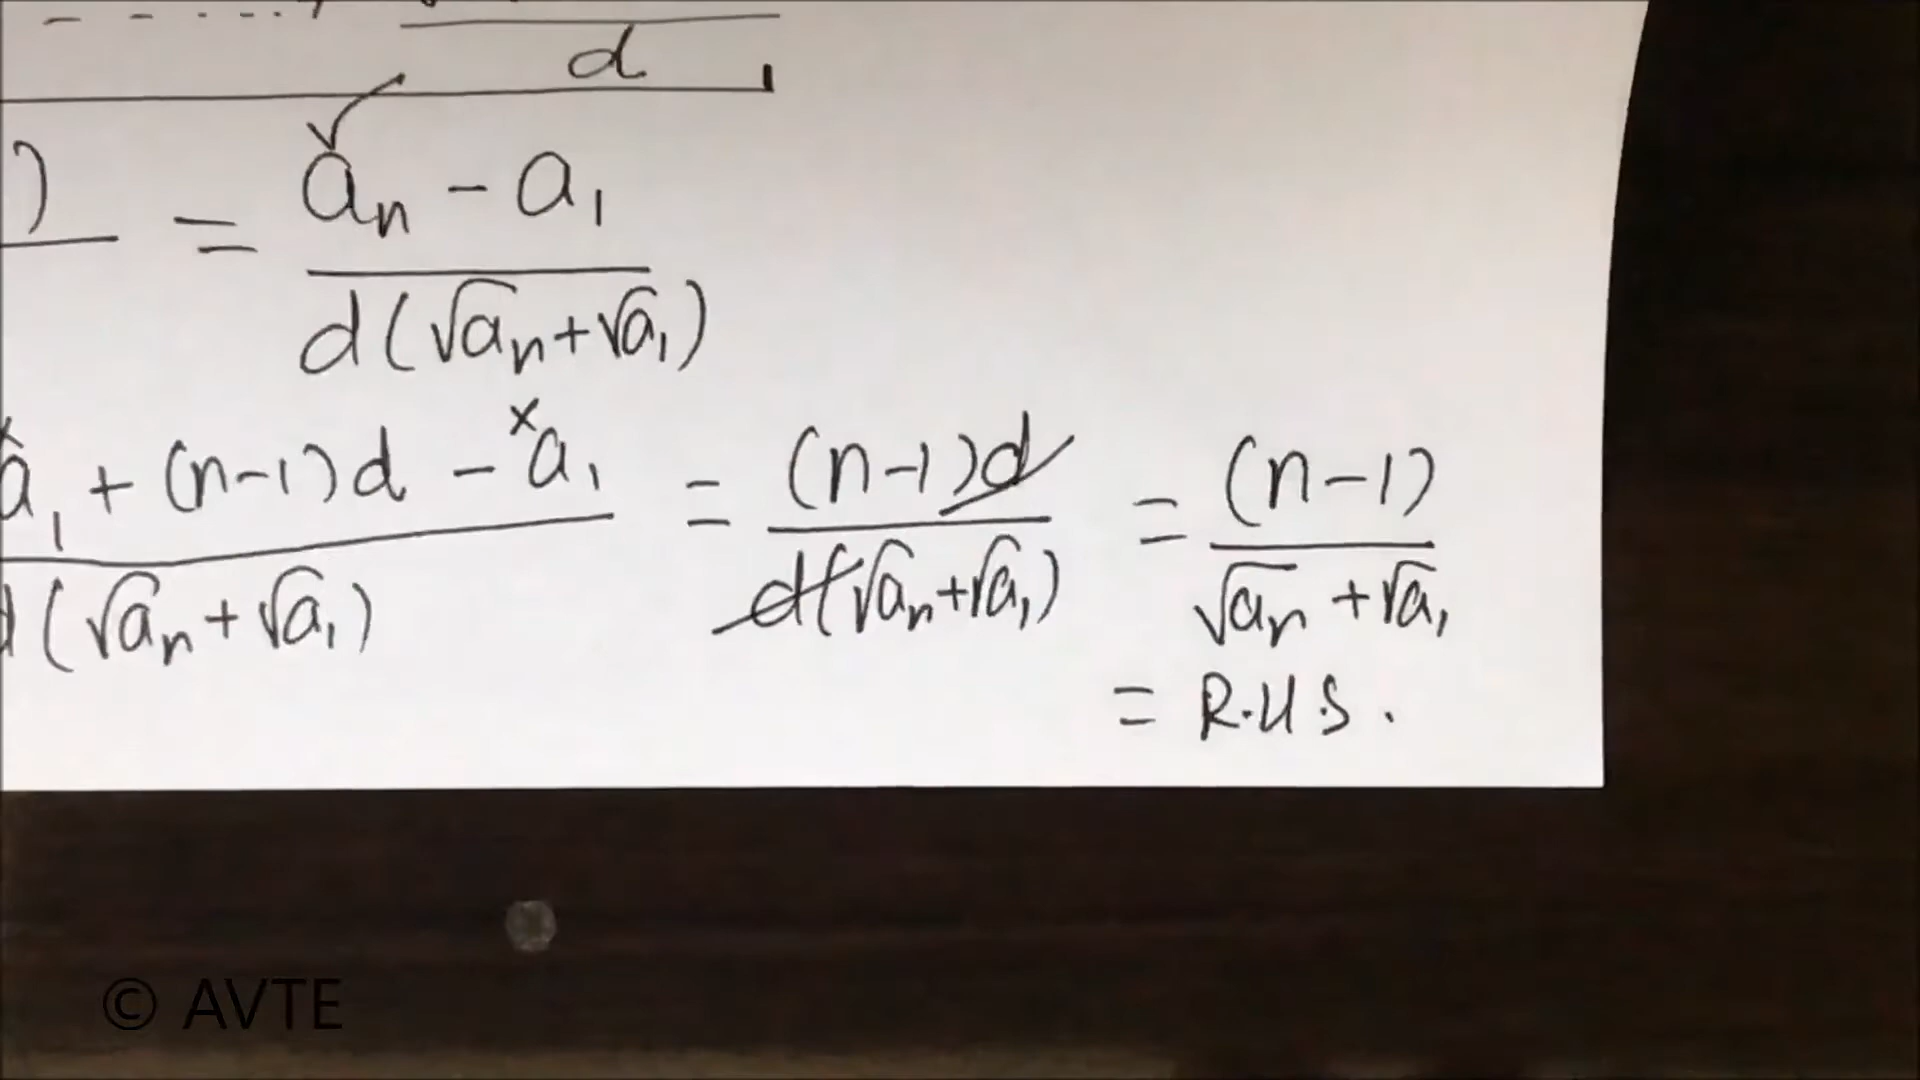 - - - ....,
d
) = an - a1
d(√an+√a1)
a1 + (n-1)d - a1 = (n-1)d = (n-1)
d(√an+√a1) d(√an+√a1) √an +√a1
= R.H.S.
© AVTE